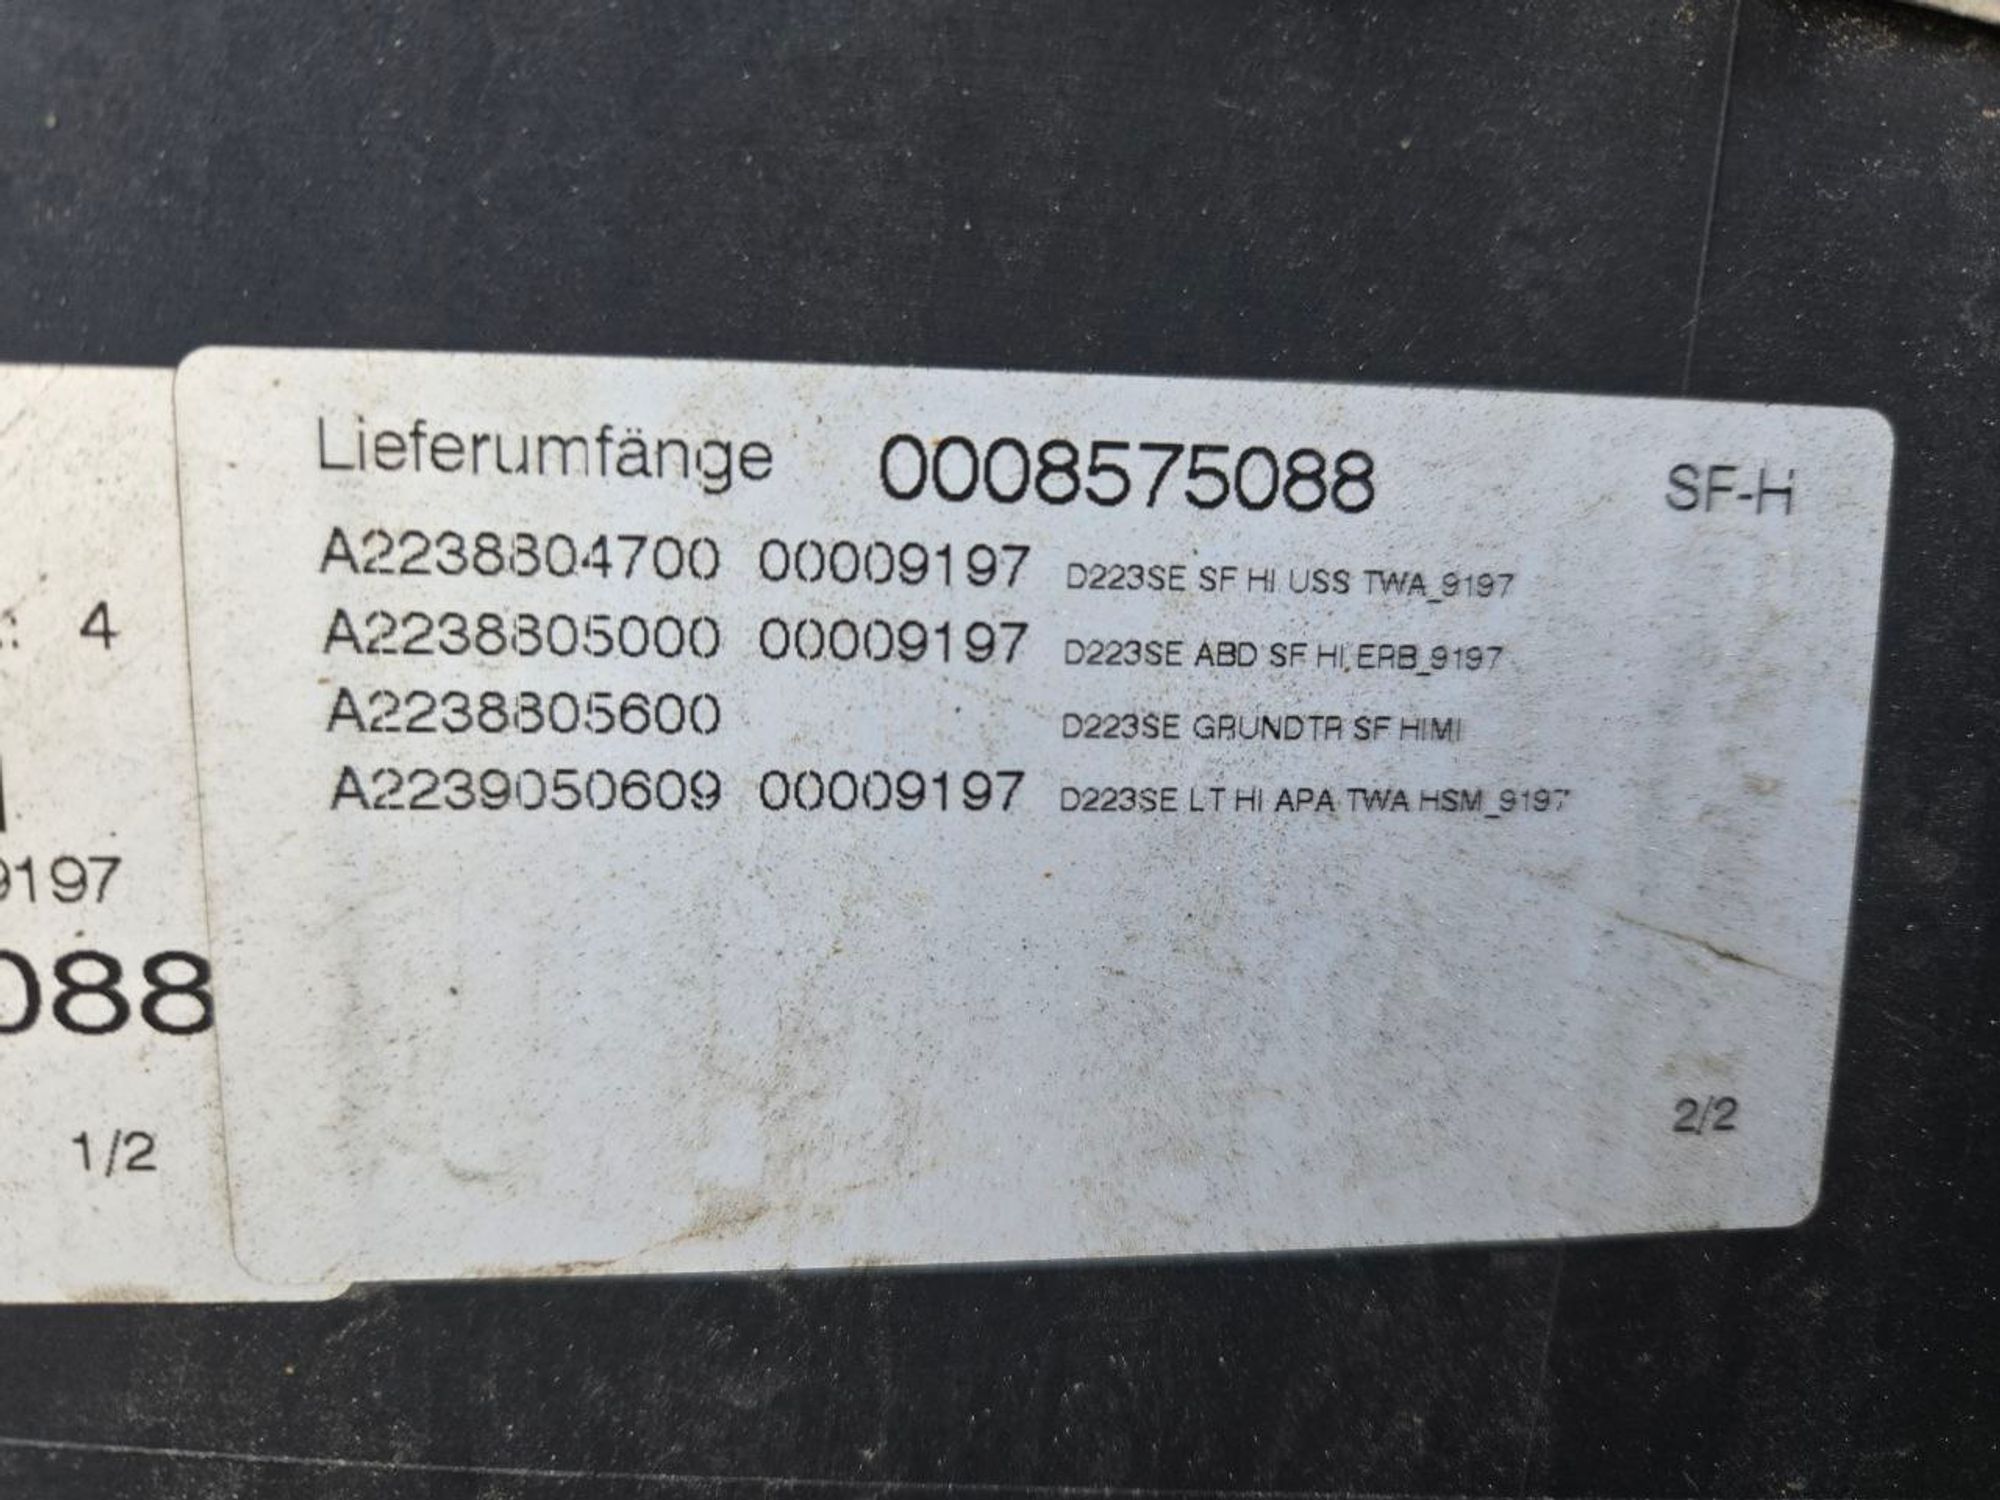 4
9197
088
1/2
Lieferumfänge 0008575088 SF-H
A2238804700 00009197 D223SE SF HI USS TWA_9197
A2238805000 00009197 D223SE ABD SF HI, ERB_9197
A2238805600 D223SE GRUNDTR SF HIMI
A2239050609 00009197 D223SE LT HI APA TWA HSM_9197
2/2